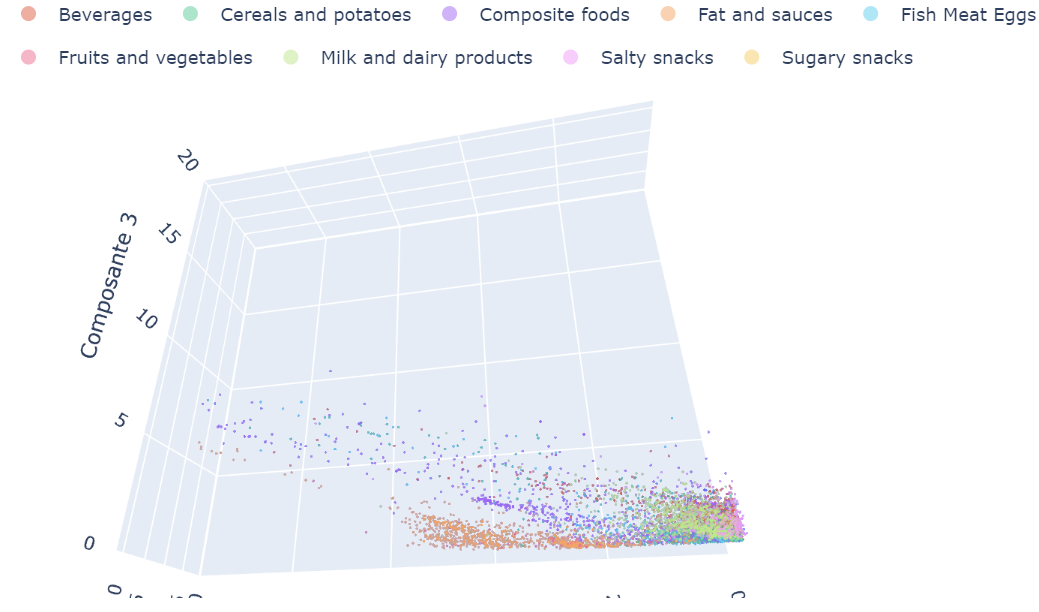 Beverages Cereals and potatoes Composite foods Fat and sauces Fish Meat Eggs
Fruits and vegetables Milk and dairy products Salty snacks Sugary snacks
20
15
Composante 3
10
5
0
0
0